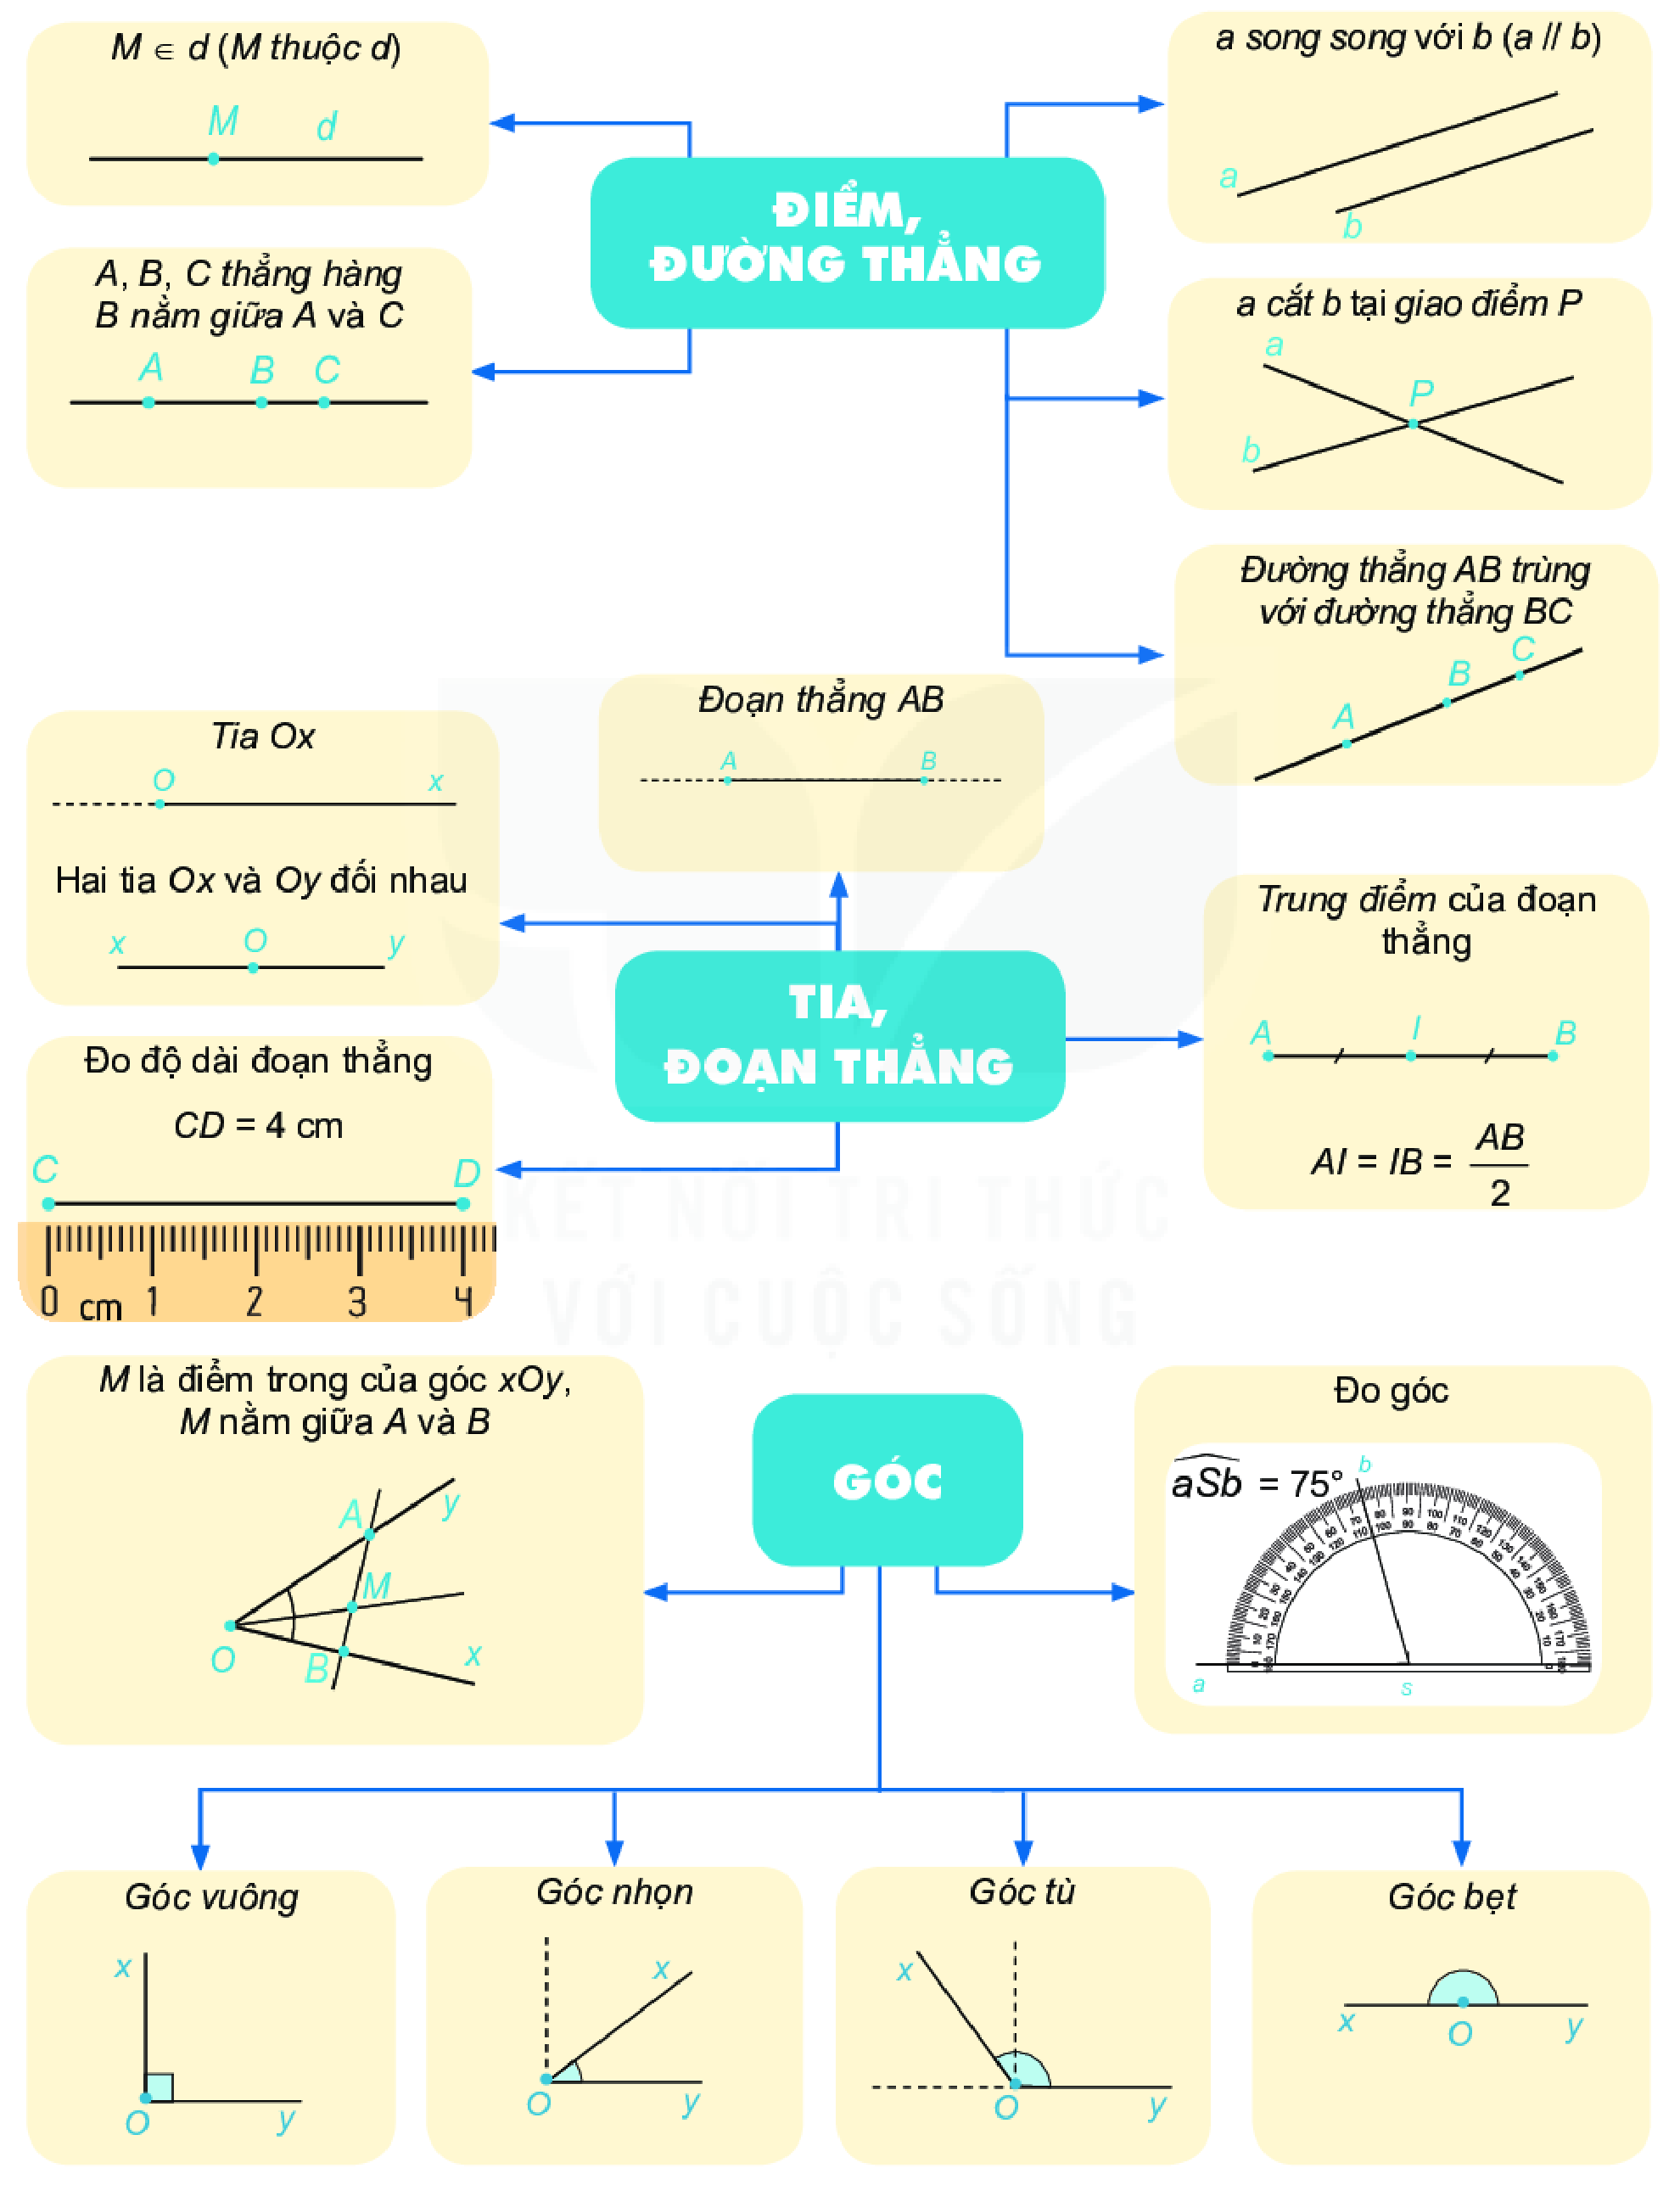 M ∈ d (M thuộc d)
M d
A, B, C thẳng hàng
B nằm giữa A và C
A B C
ĐIỂM,
ĐƯỜNG THẲNG
a song song với b (a // b)
a
b
a cắt b tại giao điểm P
a
P
b
Đường thẳng AB trùng
với đường thẳng BC
C
B
A
Tia Ox
O x
Hai tia Ox và Oy đối nhau
x O y
Đoạn thẳng AB
A B
TIA,
ĐOẠN THẲNG
Trung điểm của đoạn
thẳng
A I B
AI = IB = AB
2
Đo độ dài đoạn thẳng
CD = 4 cm
C D
0 cm 1 2 3 4
KẾT NỐI TRI THỨC
VỚI CUỘC SỐNG
M là điểm trong của góc xOy,
M nằm giữa A và B
A y
M
O B x
GÓC
Đo góc
aSb = 75°
b
a S
Góc vuông
x
O y
Góc nhọn
x
O y
Góc tù
x
O y
Góc bẹt
x O y